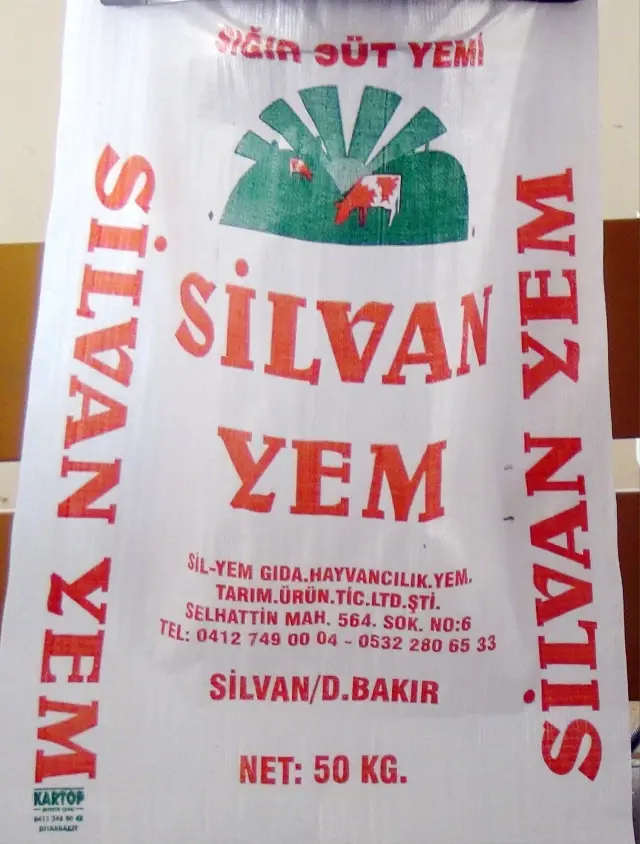 SIĞIR SÜT YEMİ
SİLVAN YEM
SİLVAN
YEM
SİLVAN YEM
SİL-YEM GIDA.HAYVANCILIK.YEM.
TARIM.ÜRÜN.TİC.LTD.ŞTİ.
SELHATTİN MAH. 564. SOK. NO:6
TEL: 0412 749 00 04 - 0532 280 65 33
SİLVAN/D.BAKIR
NET: 50 KG.
KARTOP
DİYARBAKIR